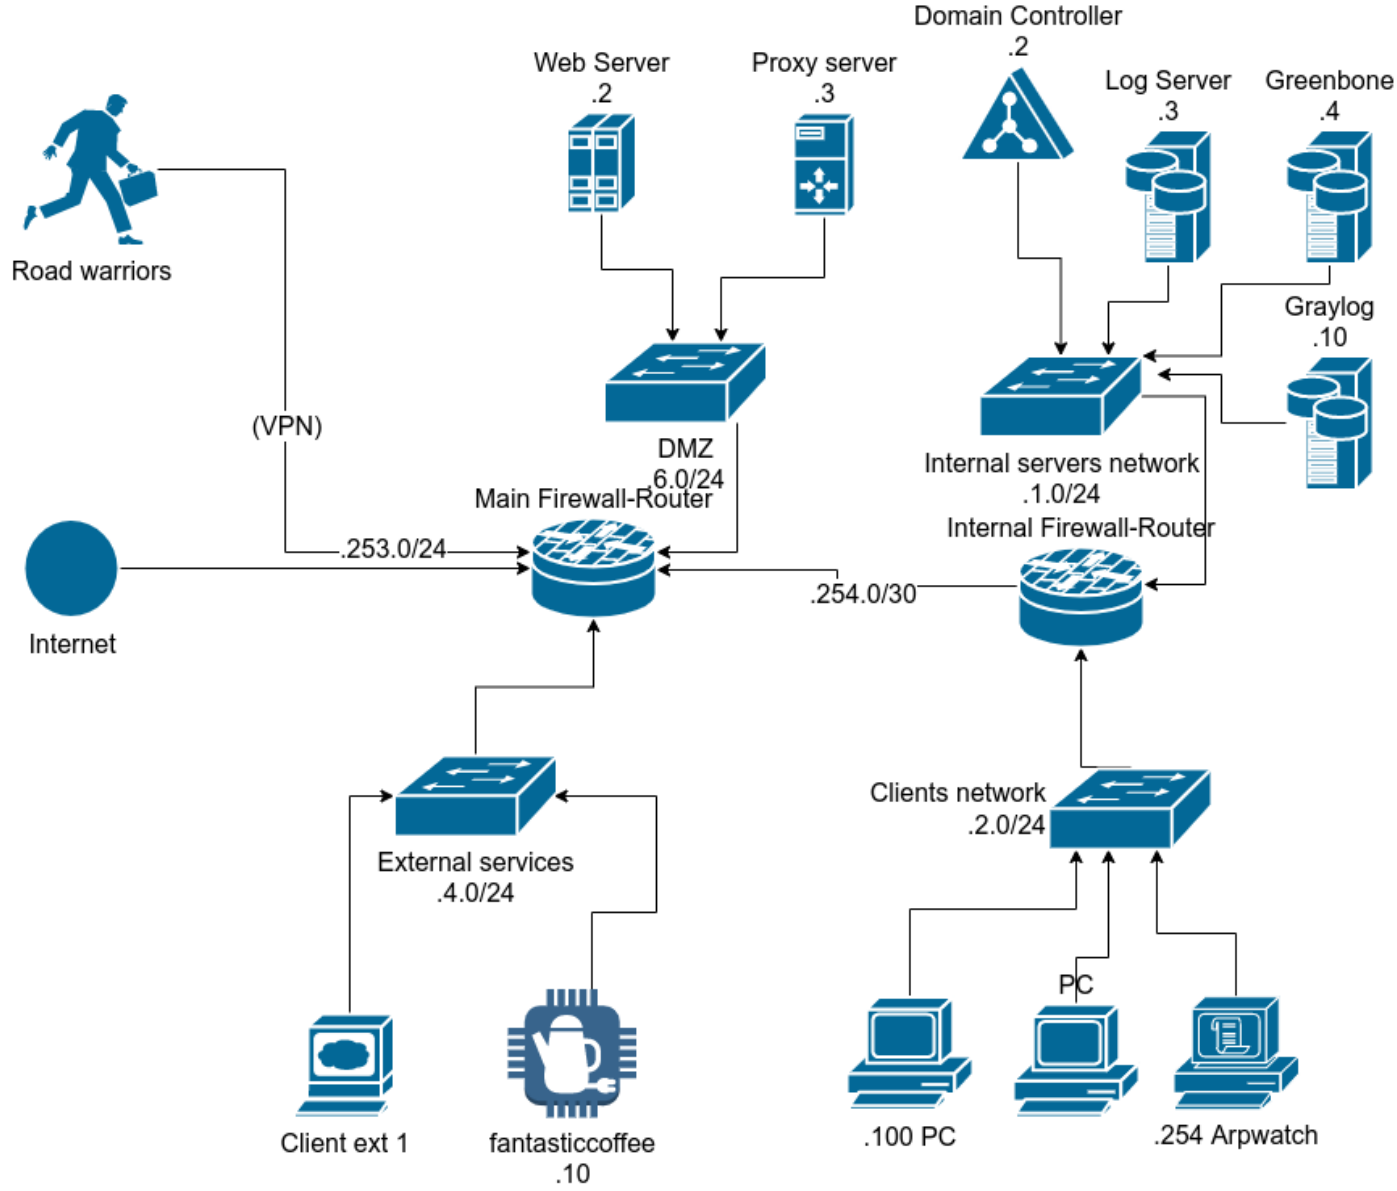 Domain Controller
.2
Web Server
.2
Proxy server
.3
Log Server
.3
Greenbone
.4
Road warriors
Graylog
.10
(VPN)
DMZ
.6.0/24
Main Firewall-Router
Internal servers network
.1.0/24
Internal Firewall-Router
.253.0/24
.254.0/30
Internet
Clients network
.2.0/24
External services
.4.0/24
PC
Client ext 1
fantasticcoffee
.10
.100 PC
.254 Arpwatch